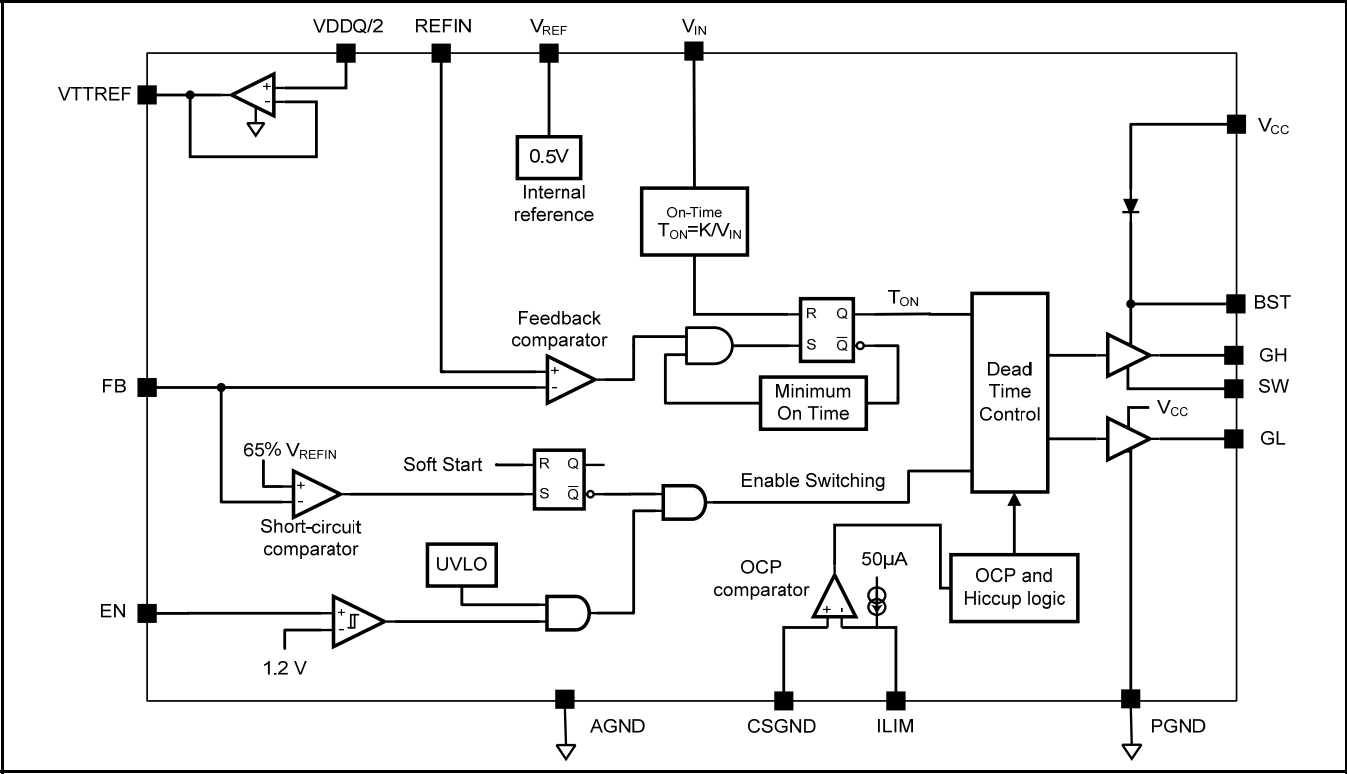 VDDQ/2
REFIN
VREF
VIN
VTTREF
+
-
VCC
0.5V
Internal
reference
On-Time
TON=K/VIN
BST
R Q
S Q̅
TON
Feedback
comparator
+
-
GH
SW
FB
Minimum
On Time
Dead
Time
Control
VCC
GL
65% VREFIN
+
-
Short-circuit
comparator
Soft Start
R Q
S Q̅
Enable Switching
UVLO
OCP
comparator
50µA
+ -
OCP and
Hiccup logic
EN
+
-
1.2 V
AGND
CSGND
ILIM
PGND